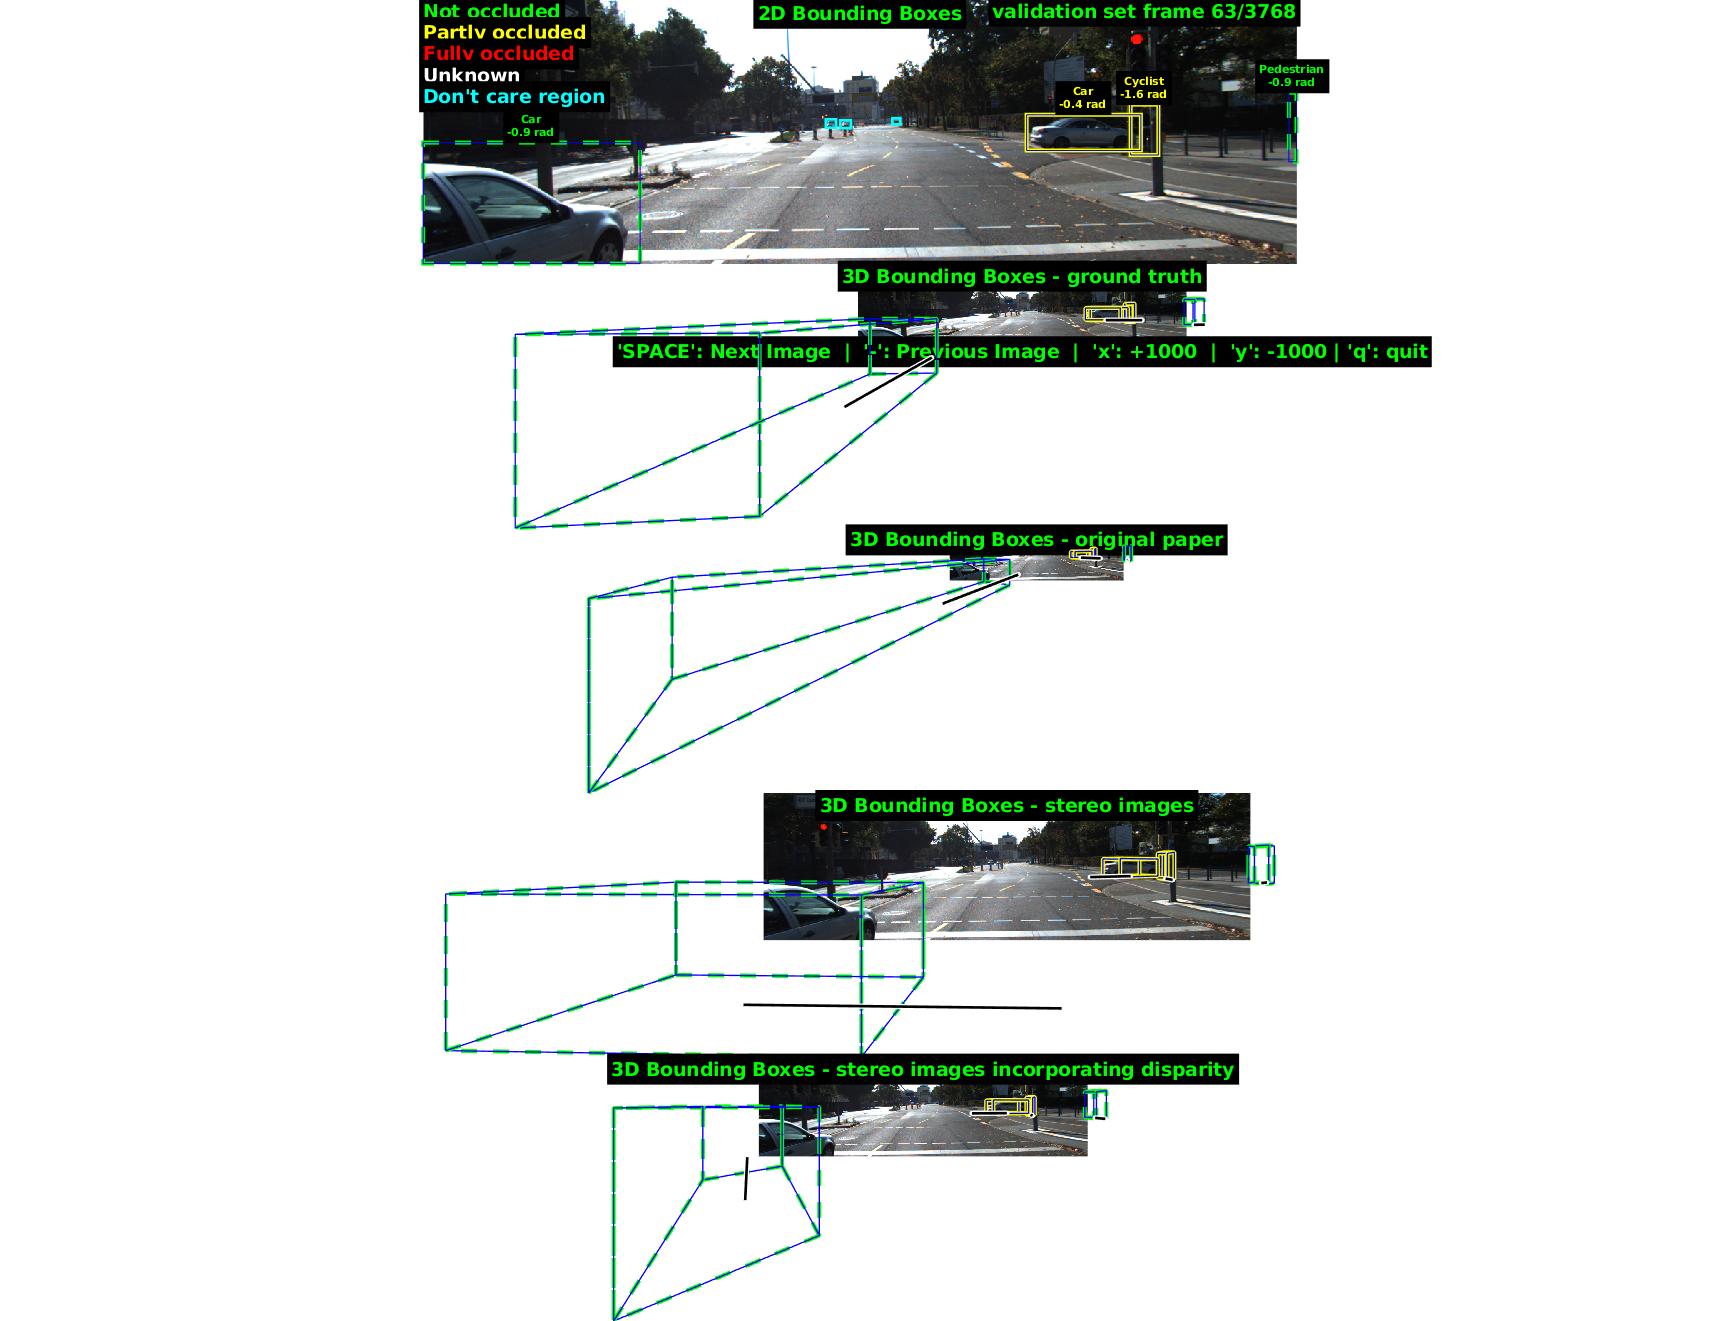 Not occluded
2D Bounding Boxes
validation set frame 63/3768
Partly occluded
Fully occluded
Unknown
Don't care region
Car
-0.9 rad
Car
-0.4 rad
Cyclist
-1.6 rad
Pedestrian
-0.9 rad
3D Bounding Boxes - ground truth
'SPACE': Next Image | '-': Previous Image | 'x': +1000 | 'y': -1000 | 'q': quit
3D Bounding Boxes - original paper
3D Bounding Boxes - stereo images
3D Bounding Boxes - stereo images incorporating disparity